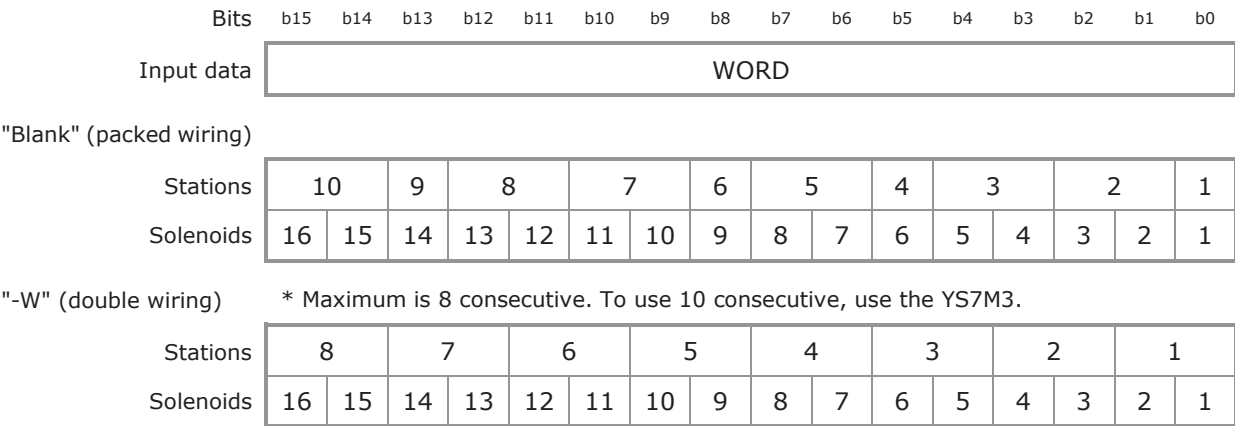 Bits b15 b14 b13 b12 b11 b10 b9 b8 b7 b6 b5 b4 b3 b2 b1 b0
Input data WORD
"Blank" (packed wiring)
Stations 10 9 8 7 6 5 4 3 2 1
Solenoids 16 15 14 13 12 11 10 9 8 7 6 5 4 3 2 1
"-W" (double wiring) * Maximum is 8 consecutive. To use 10 consecutive, use the YS7M3.
Stations 8 7 6 5 4 3 2 1
Solenoids 16 15 14 13 12 11 10 9 8 7 6 5 4 3 2 1